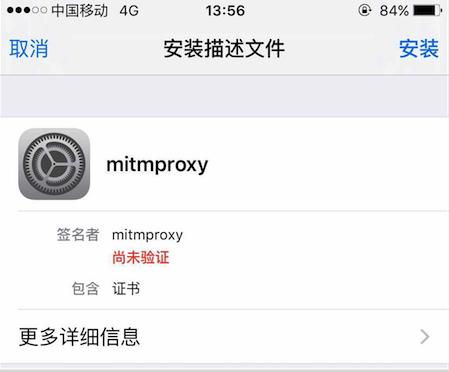 中国移动 4G 13:56 84%
取消 安装描述文件 安装
mitmproxy
签名者 mitmproxy
尚未验证
包含 证书
更多详细信息